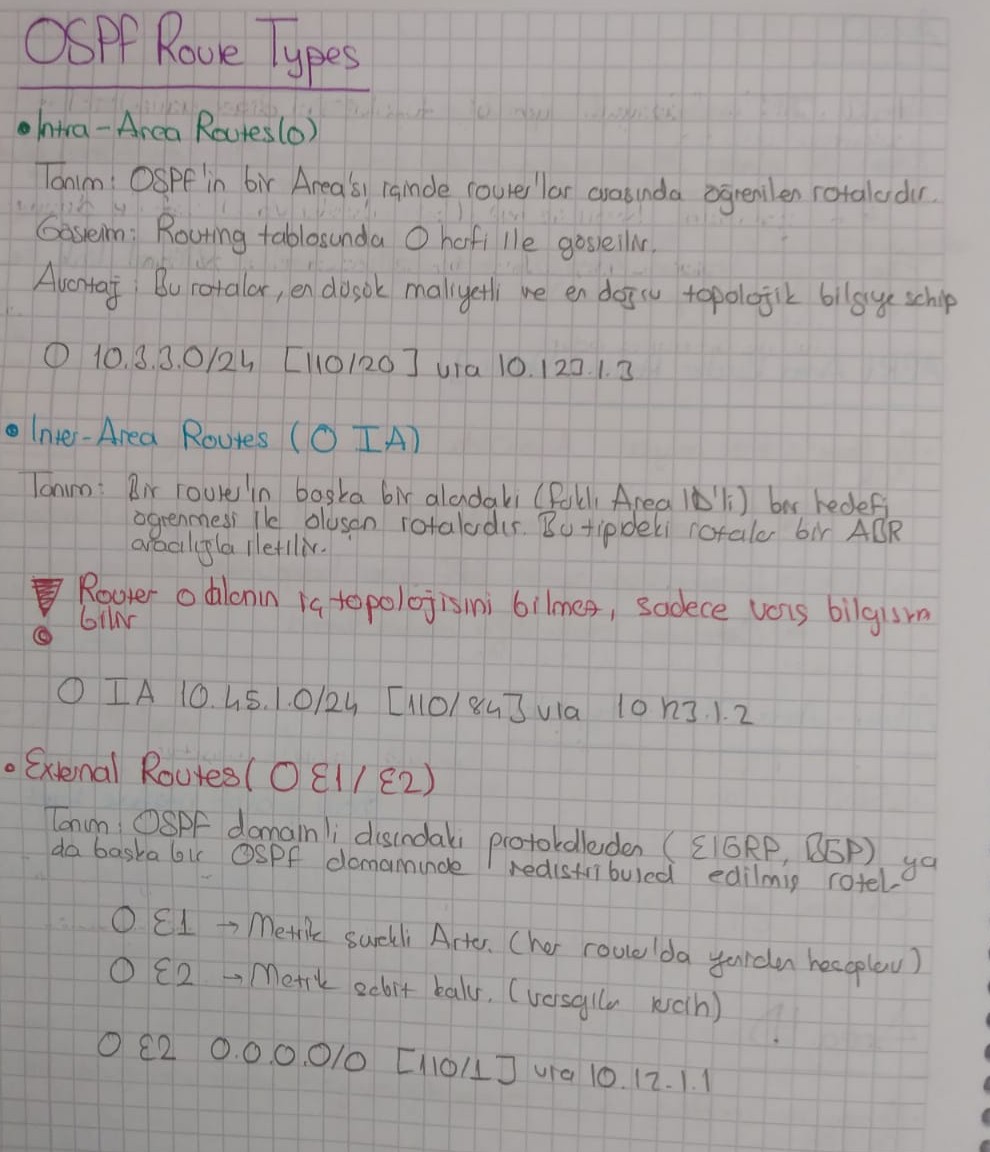 OSPF Route Types
• Intra-Area Routes (O)
Tanım: OSPF'in bir Area'sı içinde router'lar arasında öğrenilen rotalardır.
Gösterim: Routing tablosunda O harfi ile gösterilir.
Avantaj: Bu rotalar, en düşük maliyetli ve en doğru topolojik bilgiye sahip
O 10.3.3.0/24 [110/20] via 10.123.1.3
• Inter-Area Routes (O IA)
Tanım: Bir router'ın başka bir alandaki (farklı Area ID'li) bir hedefi
öğrenmesi ile oluşan rotalardır. Bu tipdeki rotalar bir ABR
aracılığla iletilir.
! Router o alanın iç topolojisini bilmez, sadece varış bilgisini
bilir
O IA 10.45.1.0/24 [110/84] via 10.123.1.2
• External Routes (O E1 / E2)
Tanım: OSPF domain'i dışındaki protokollerden (EIGRP, BGP) ya
da başka bir OSPF domaininde redistributed edilmiş rotalar
O E1 → Metrik sürekli Artar. (her router'da yeniden hesaplanır)
O E2 → Metrik sabit kalır. (varsayılan tercih)
O E2 0.0.0.0/0 [110/1] via 10.12.1.1